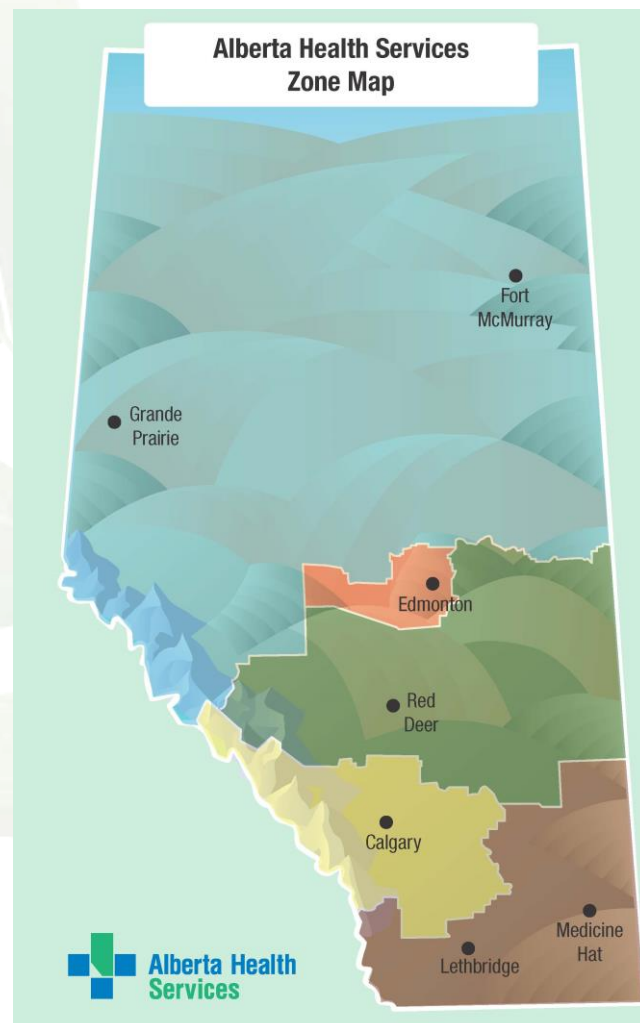 Alberta Health Services
Zone Map
Fort
McMurray
Grande
Prairie
Edmonton
Red
Deer
Calgary
Medicine
Hat
Lethbridge
Alberta Health
Services